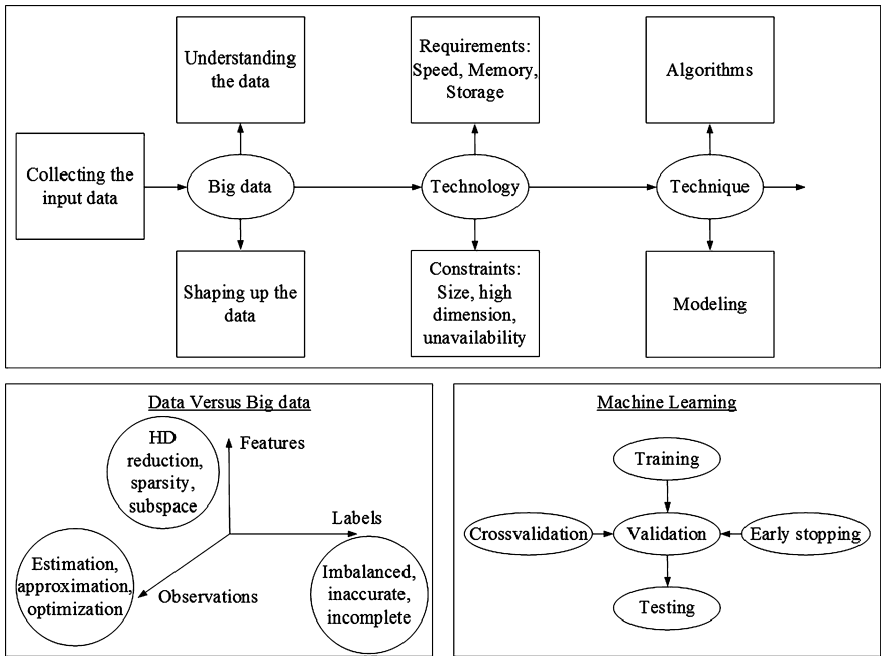 Understanding
the data
Requirements:
Speed, Memory,
Storage
Algorithms
Collecting the
input data
Big data
Technology
Technique
Shaping up the
data
Constraints:
Size, high
dimension,
unavailability
Modeling
Data Versus Big data
HD
reduction,
sparsity,
subspace
Features
Labels
Estimation,
approximation,
optimization
Observations
Imbalanced,
inaccurate,
incomplete
Machine Learning
Training
Crossvalidation
Validation
Early stopping
Testing